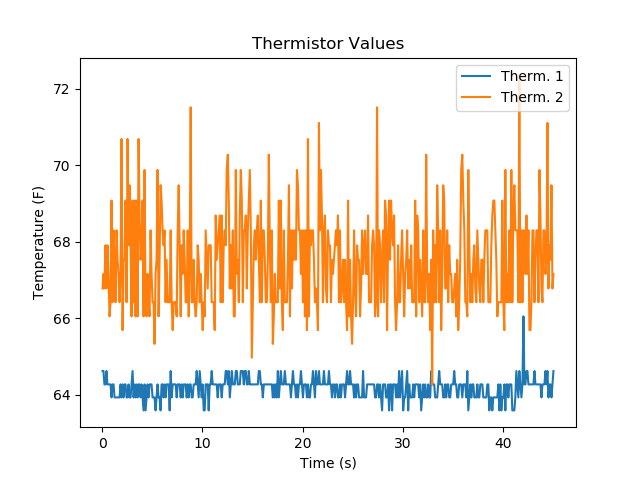 Thermistor Values
Therm. 1
Therm. 2
72
70
68
66
64
Temperature (F)
0 10 20 30 40
Time (s)